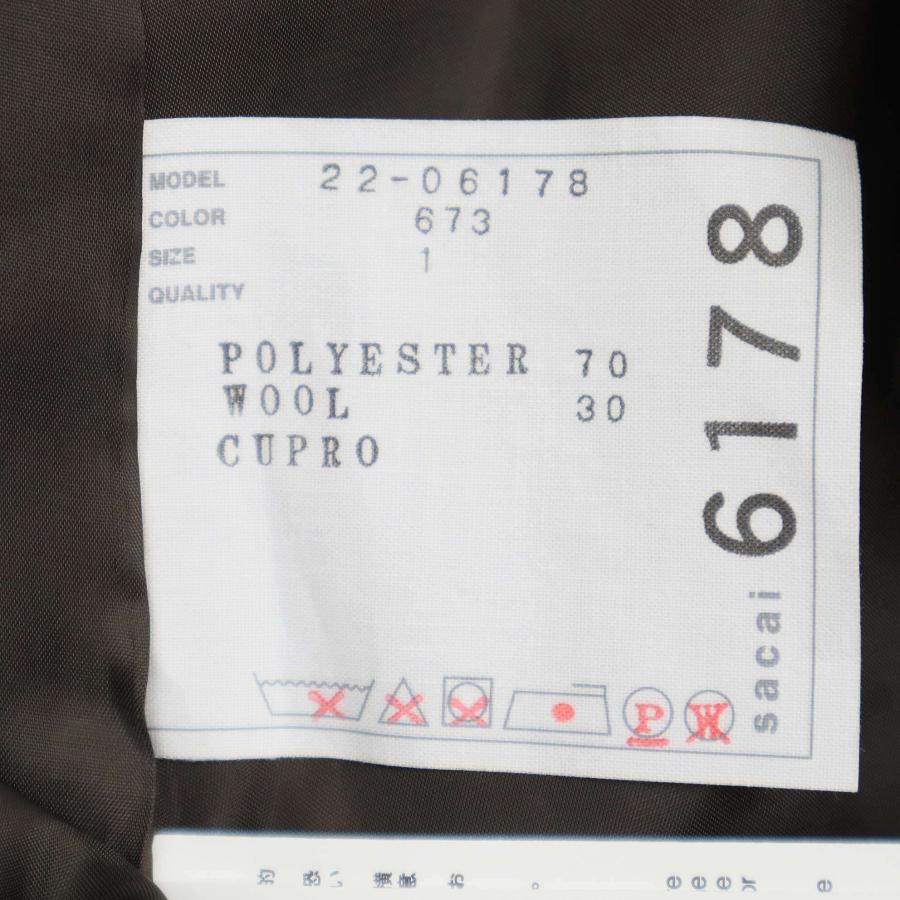 MODEL 22-06178
COLOR 673
SIZE 1
QUALITY
POLYESTER 70
WOOL 30
CUPRO
P W
sacai 6178